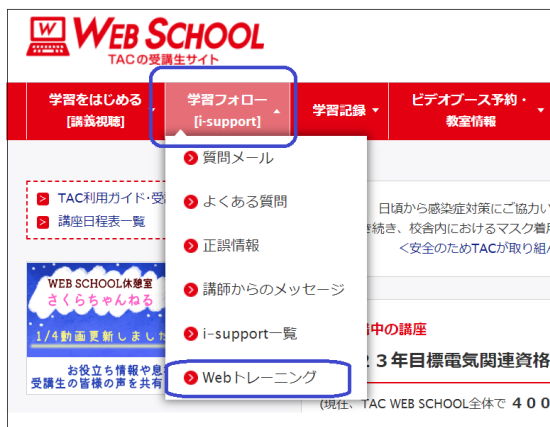 W WEB SCHOOL
TACの受講生サイト
学習をはじめる
[講義視聴]
学習フォロー
[i-support]
学習記録
ビデオブース予約・
教室情報
質問メール
よくある質問
正誤情報
講師からのメッセージ
i-support一覧
Webトレーニング
TAC利用ガイド・受
講座日程表一覧
WEB SCHOOL休憩室
さくらちゃんねる
1/4動画更新しまし
お役立ち情報や息
受講生の皆様の声を共有
日頃から感染症対策にご協力い
続き、校舎内におけるマスク着用
<安全のためTACが取り組ん
中の講座
23年目標電気関連資格
(現在、TAC WEB SCHOOL全体で 400